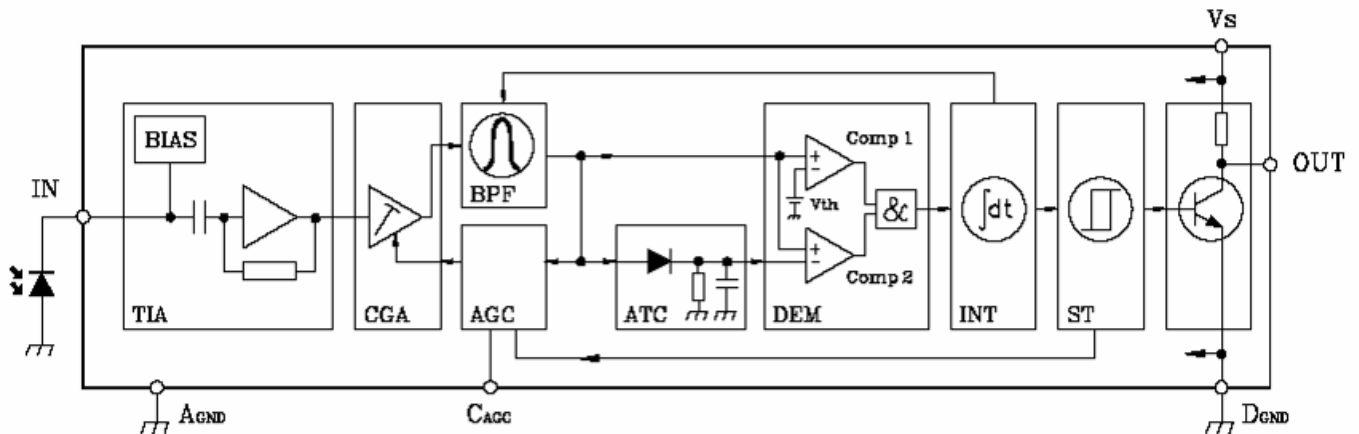 Vs
BIAS
Comp 1
IN
OUT
BPF
Vth
&
∫dt
Comp 2
TIA
CGA
AGC
ATC
DEM
INT
ST
AGND
CAGC
DGND